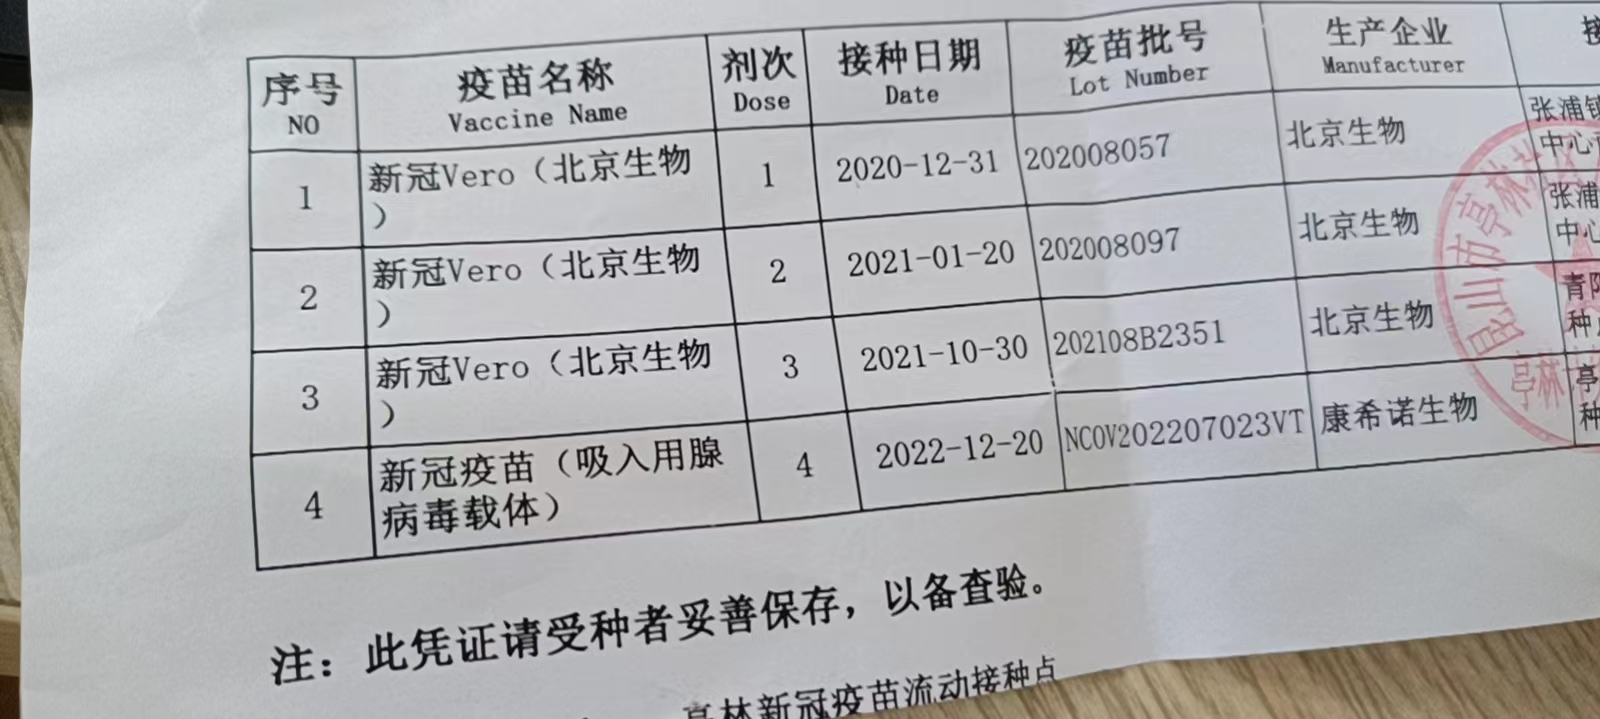 序号 疫苗名称 剂次 接种日期 疫苗批号 生产企业 接
NO Vaccine Name Dose Date Lot Number Manufacturer
1 新冠Vero（北京生物 1 2020-12-31 202008057 北京生物 张浦镇
） 中心
2 新冠Vero（北京生物 2 2021-01-20 202008097 北京生物 张浦
） 中心
3 新冠Vero（北京生物 3 2021-10-30 202108B2351 北京生物 青阳
） 种
4 新冠疫苗（吸入用腺 4 2022-12-20 NCOV202207023VT 康希诺生物 亭
病毒载体） 种
昆山市亭林
亭林
注：此凭证请受种者妥善保存，以备查验。
亭林新冠疫苗流动接种点